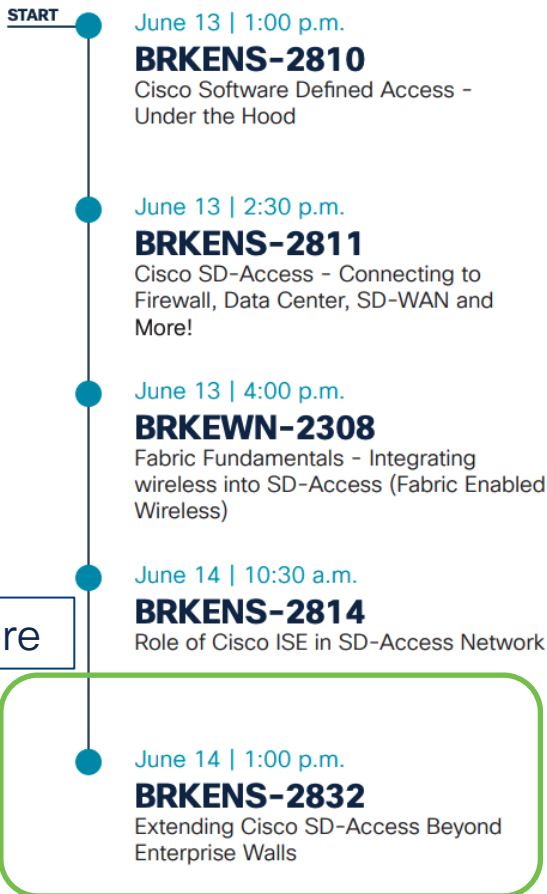 START
June 13 | 1:00 p.m.
BRKENS-2810
Cisco Software Defined Access -
Under the Hood
June 13 | 2:30 p.m.
BRKENS-2811
Cisco SD-Access - Connecting to
Firewall, Data Center, SD-WAN and
More!
June 13 | 4:00 p.m.
BRKEWN-2308
Fabric Fundamentals - Integrating
wireless into SD-Access (Fabric Enabled
Wireless)
June 14 | 10:30 a.m.
BRKENS-2814
re
Role of Cisco ISE in SD-Access Network
June 14 | 1:00 p.m.
BRKENS-2832
Extending Cisco SD-Access Beyond
Enterprise Walls